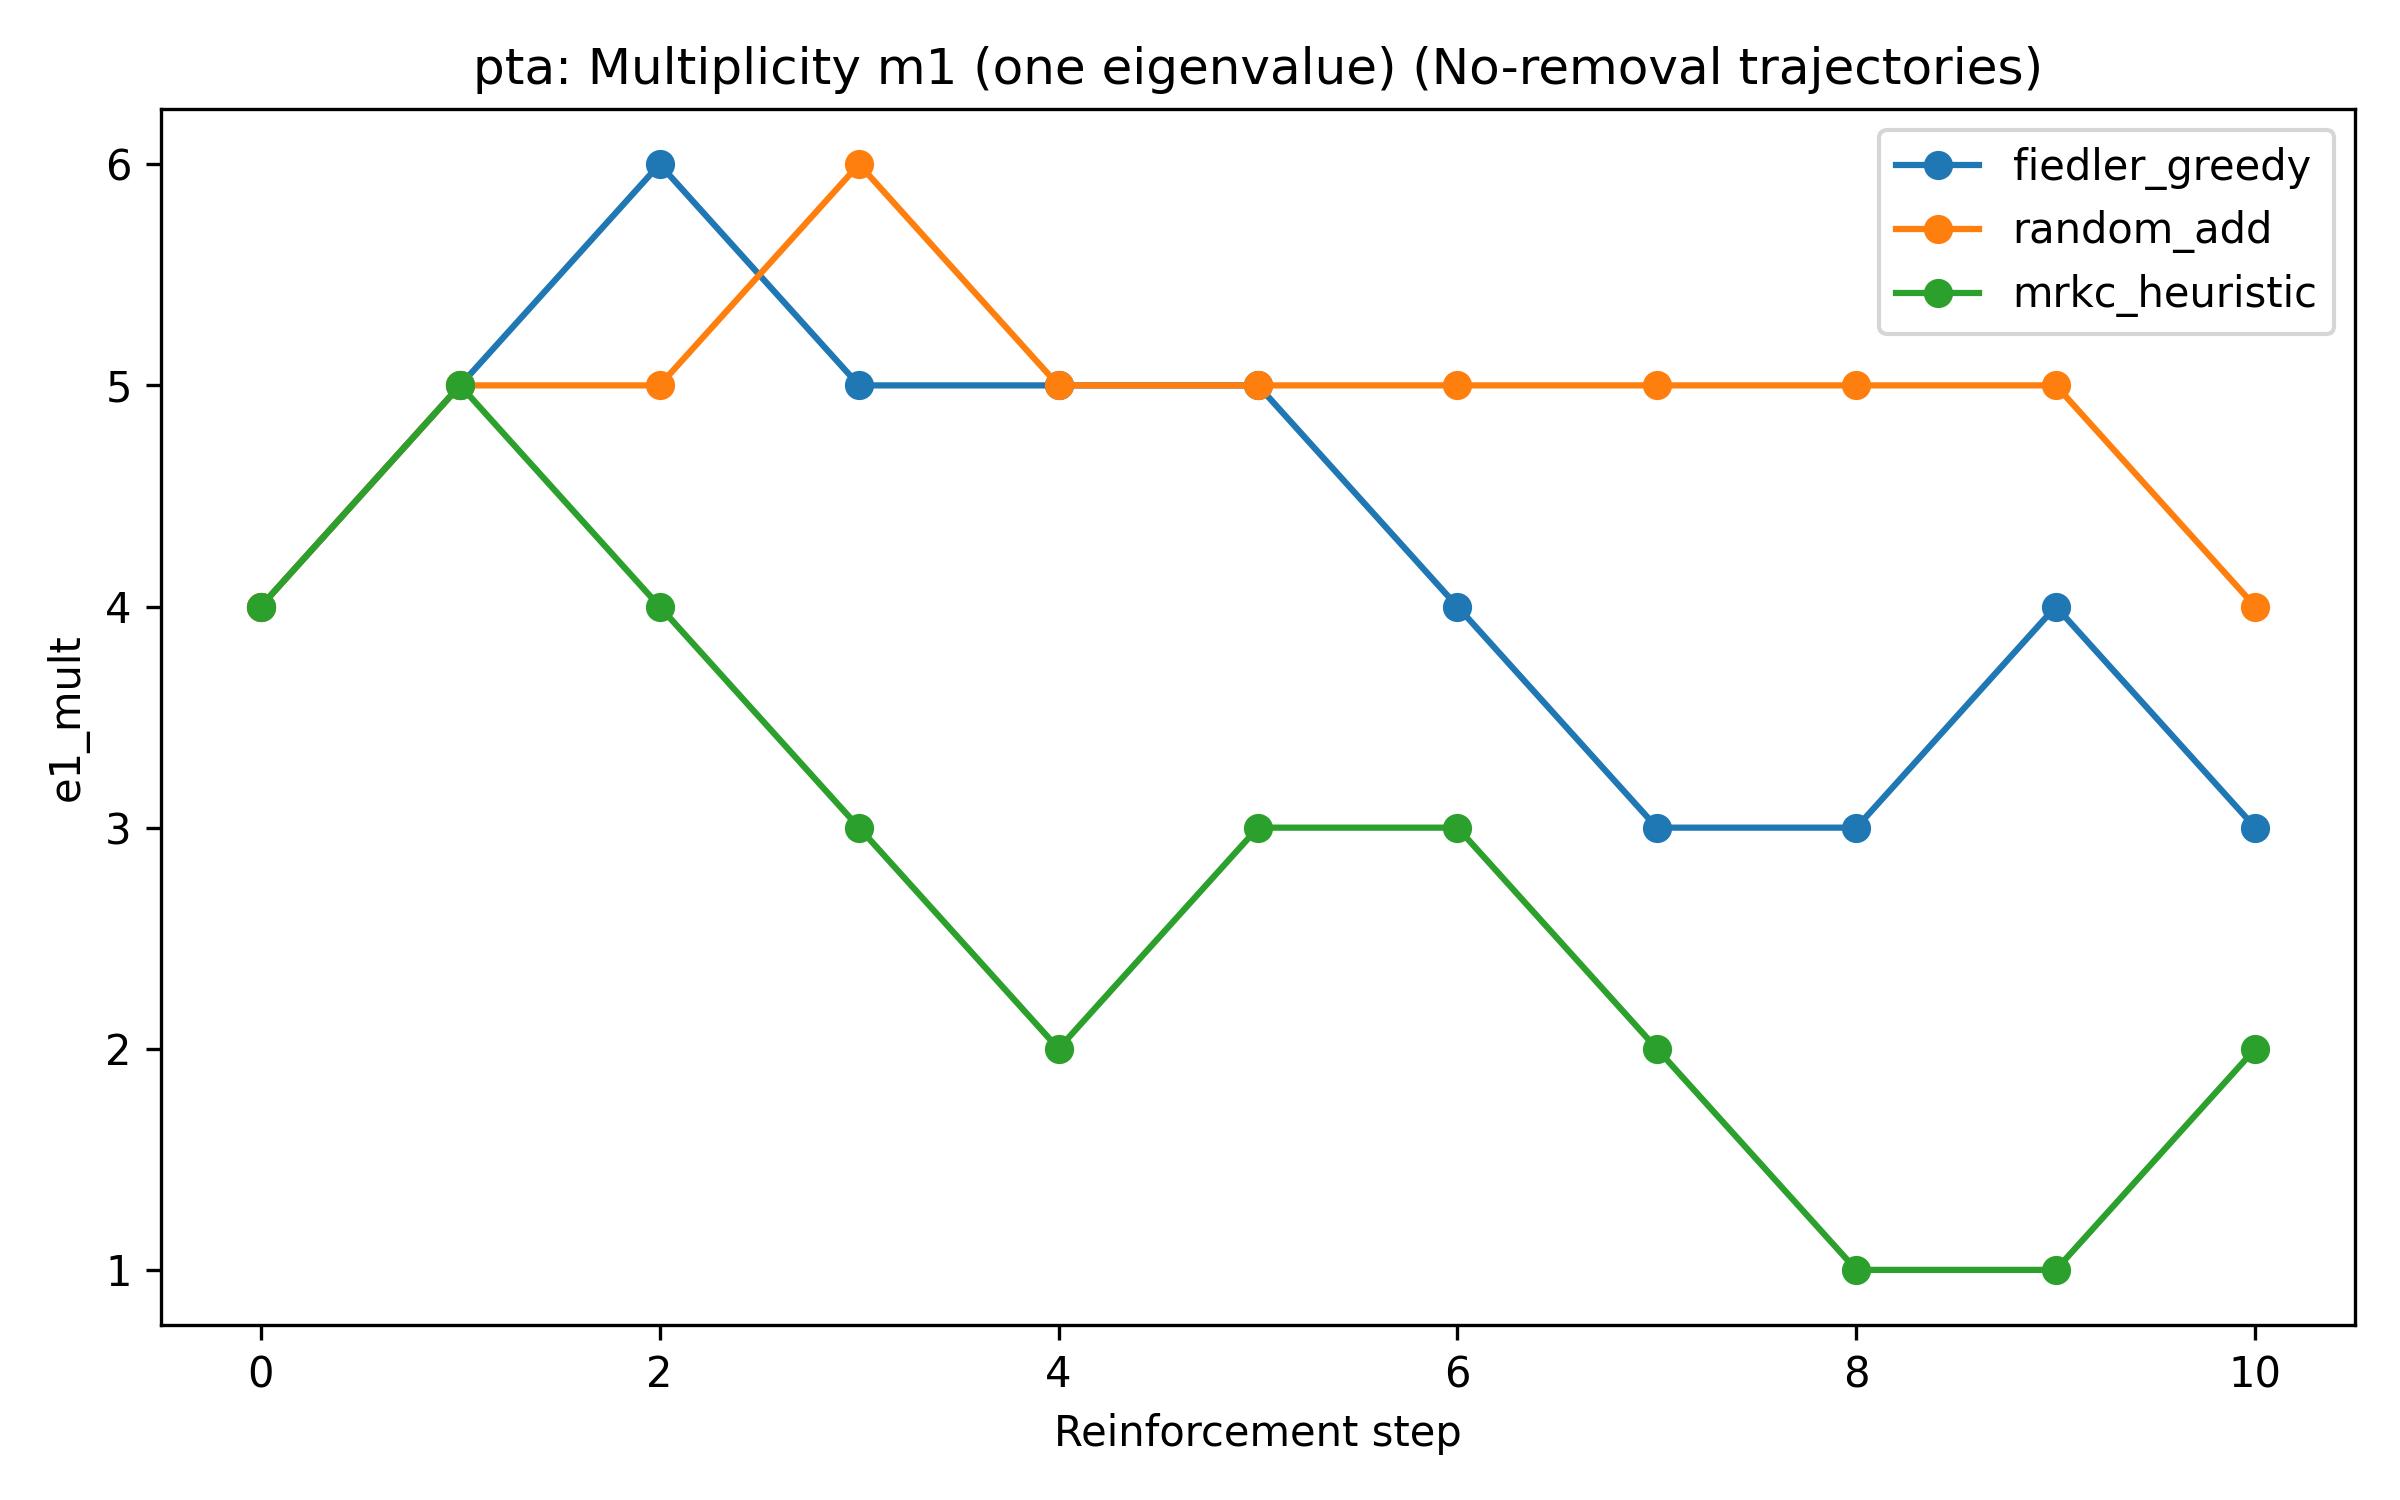 pta: Multiplicity m1 (one eigenvalue) (No-removal trajectories)
fiedler_greedy
random_add
mrkc_heuristic
6
5
4
3
2
1
e1_mult
0 2 4 6 8 10
Reinforcement step